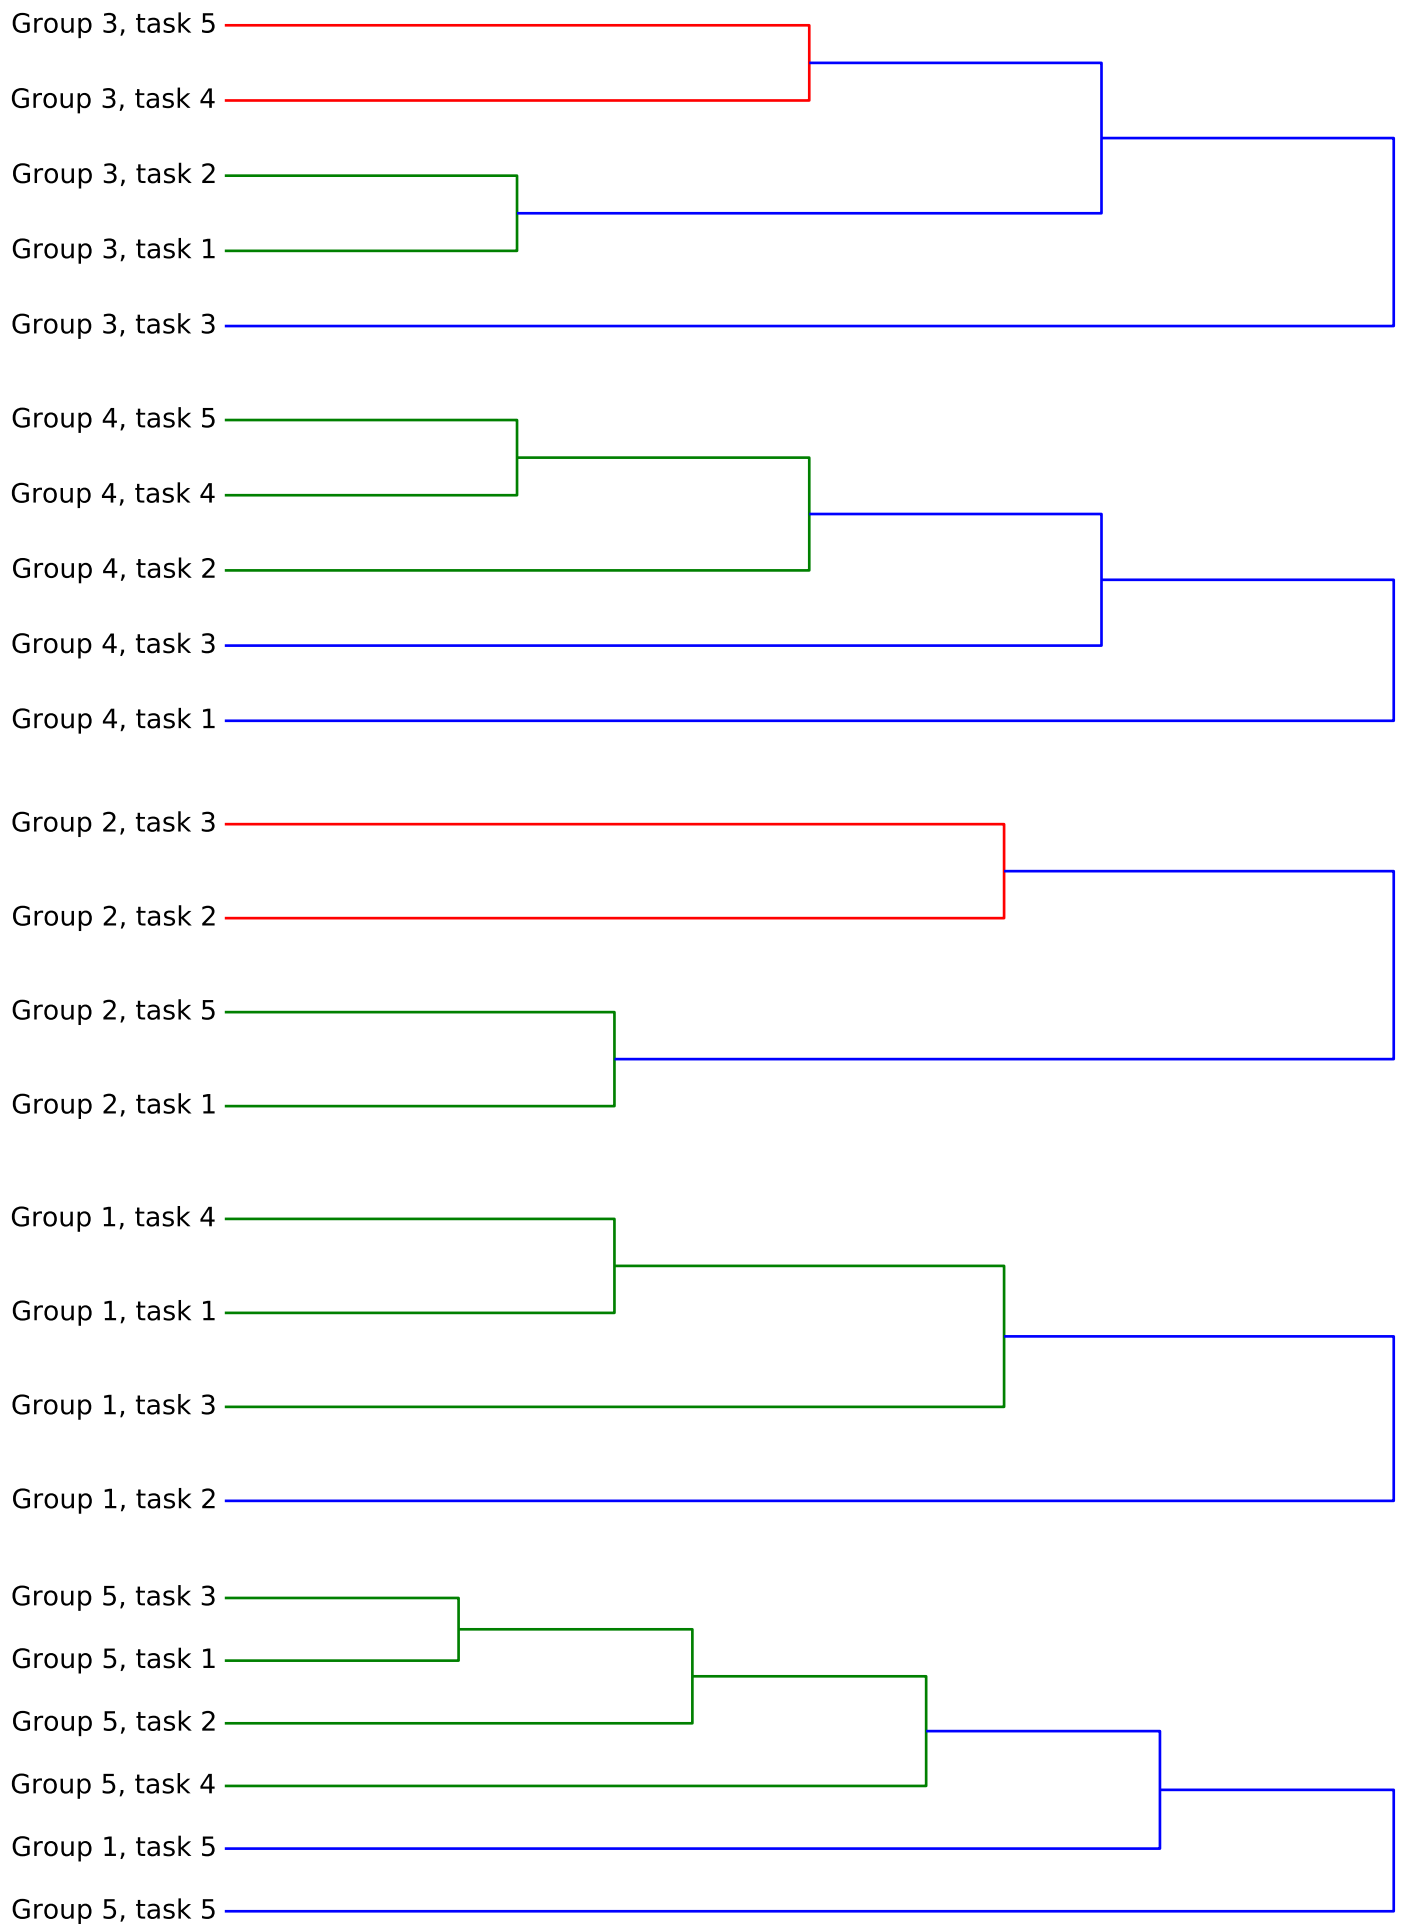 Group 3, task 5
Group 3, task 4
Group 3, task 2
Group 3, task 1
Group 3, task 3
Group 4, task 5
Group 4, task 4
Group 4, task 2
Group 4, task 3
Group 4, task 1
Group 2, task 3
Group 2, task 2
Group 2, task 5
Group 2, task 1
Group 1, task 4
Group 1, task 1
Group 1, task 3
Group 1, task 2
Group 5, task 3
Group 5, task 1
Group 5, task 2
Group 5, task 4
Group 1, task 5
Group 5, task 5